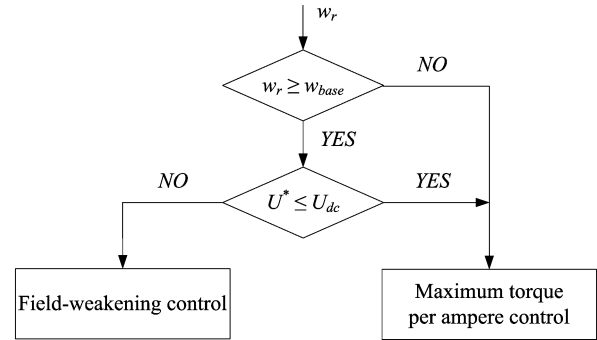 w_r
w_r ≥ w_base
NO
YES
NO
U* ≤ U_dc
YES
Field-weakening control
Maximum torque
per ampere control